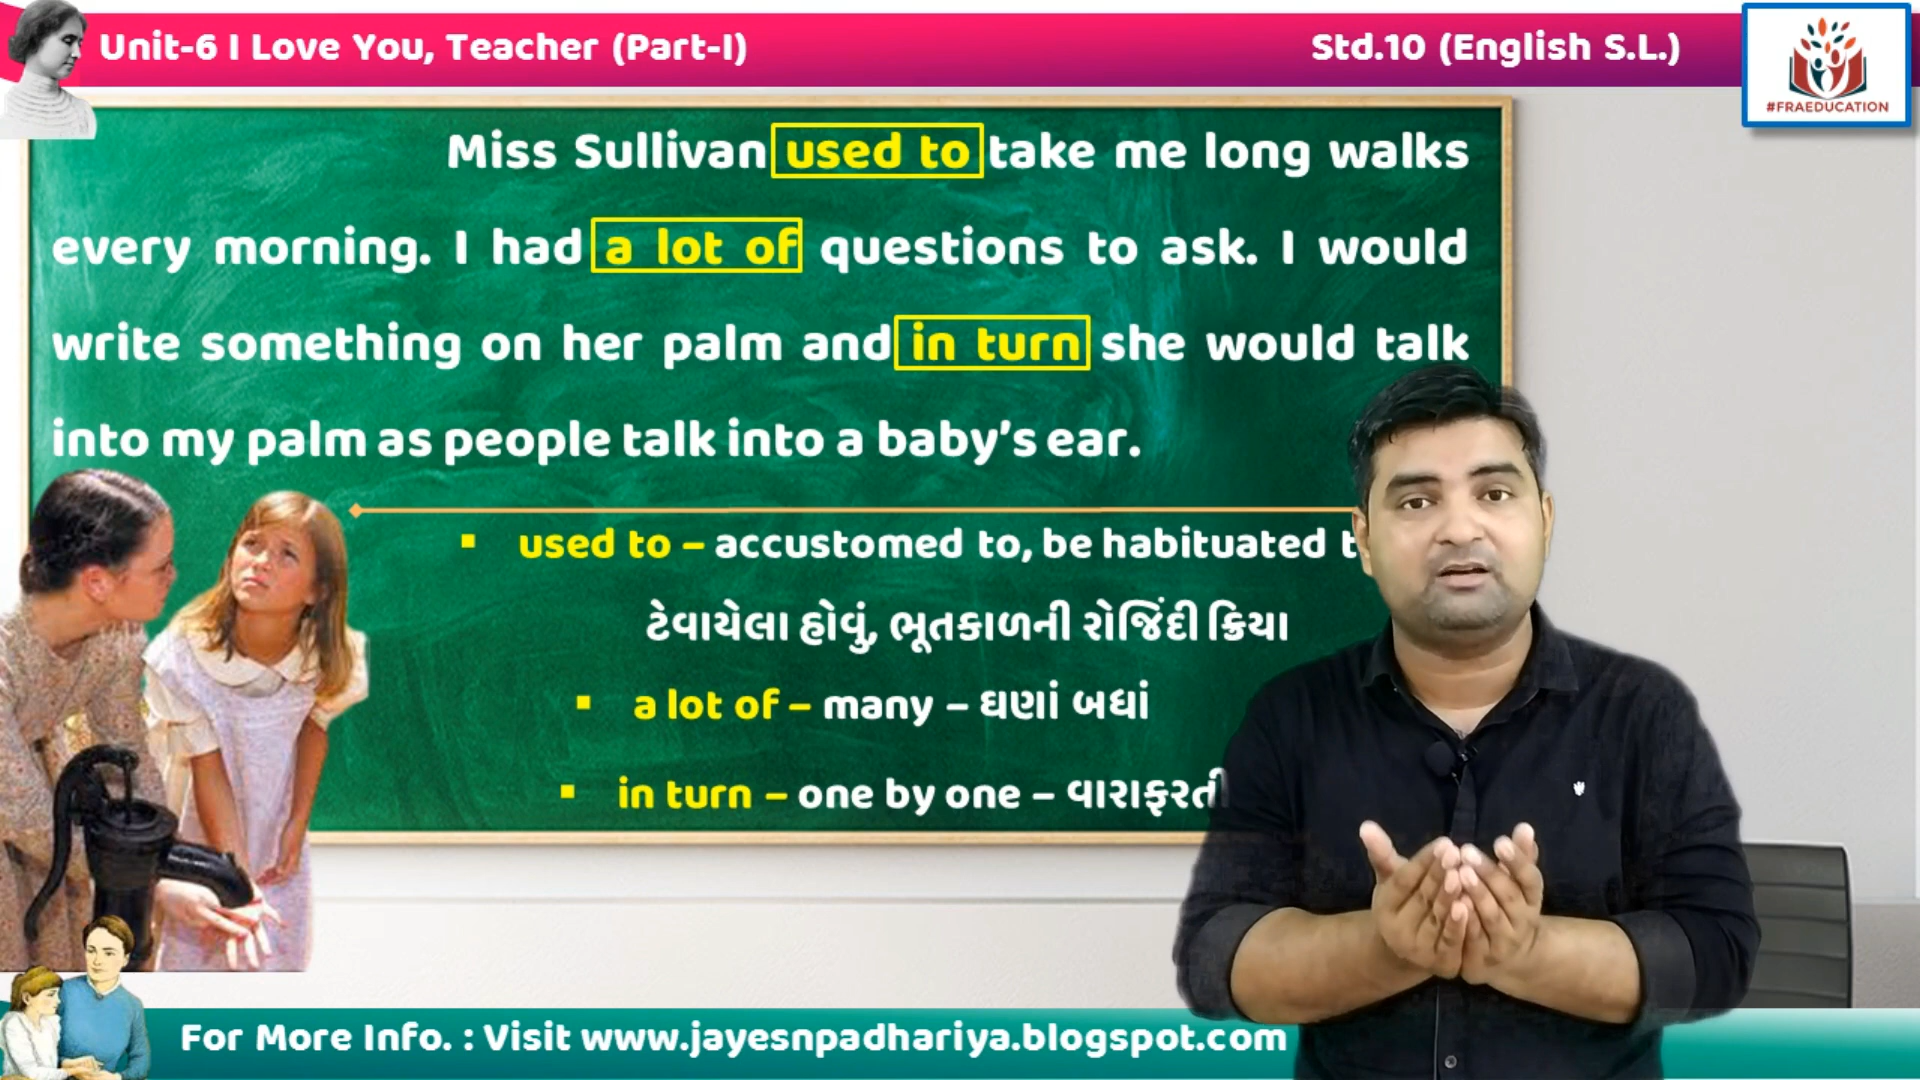 Unit-6 I Love You, Teacher (Part-I)
Std.10 (English S.L.)
#FRAEDUCATION
Miss Sullivan used to take me long walks
every morning. I had a lot of questions to ask. I would
write something on her palm and in turn she would talk
into my palm as people talk into a baby's ear.
▪ used to – accustomed to, be habituated
ટેવાયેલા હોવું, ભૂતકાળની રોજિંદી ક્રિયા
▪ a lot of – many – ઘણાં બધાં
▪ in turn – one by one – વારાફરતી
For More Info. : Visit www.jayesnpadhariya.blogspot.com